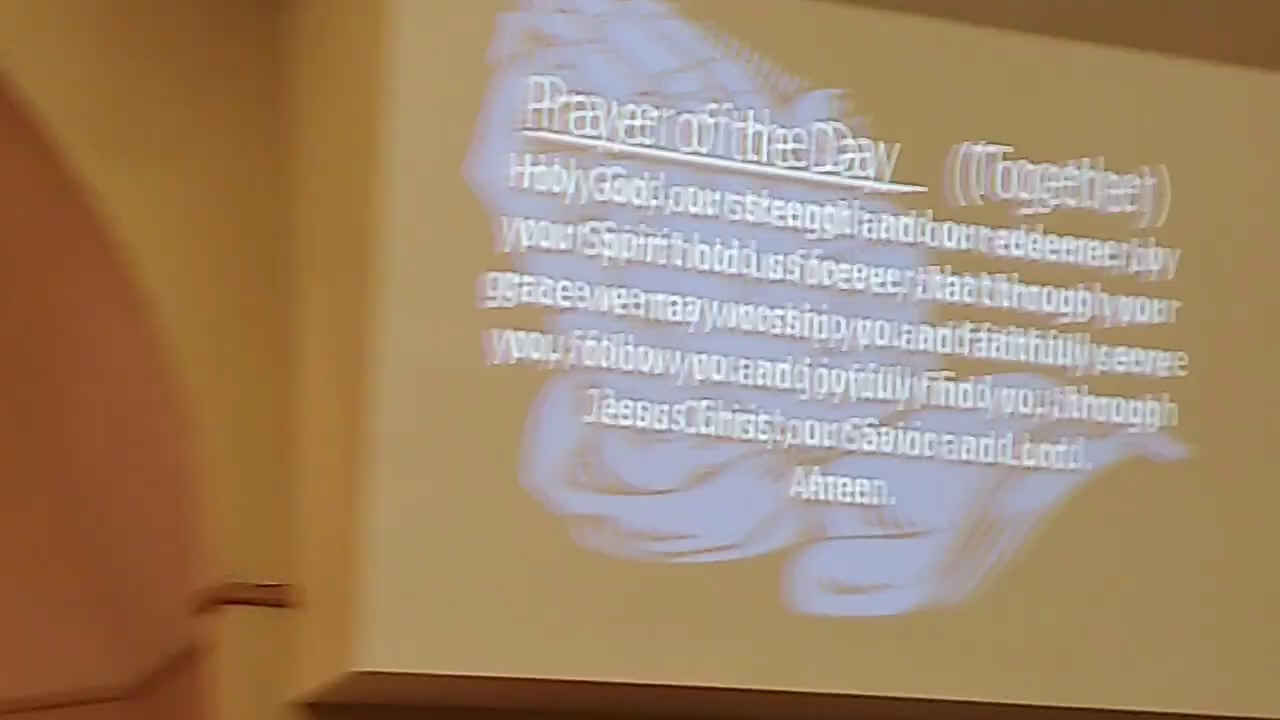 Prayer of the Day (Together)
Holy God, our strength and our redeemer, by
your Spirit hold us forever, that through your
grace we may worship you and faithfully serve
you, follow you and joyfully find you, through
Jesus Christ, our Savior and Lord.
Amen.